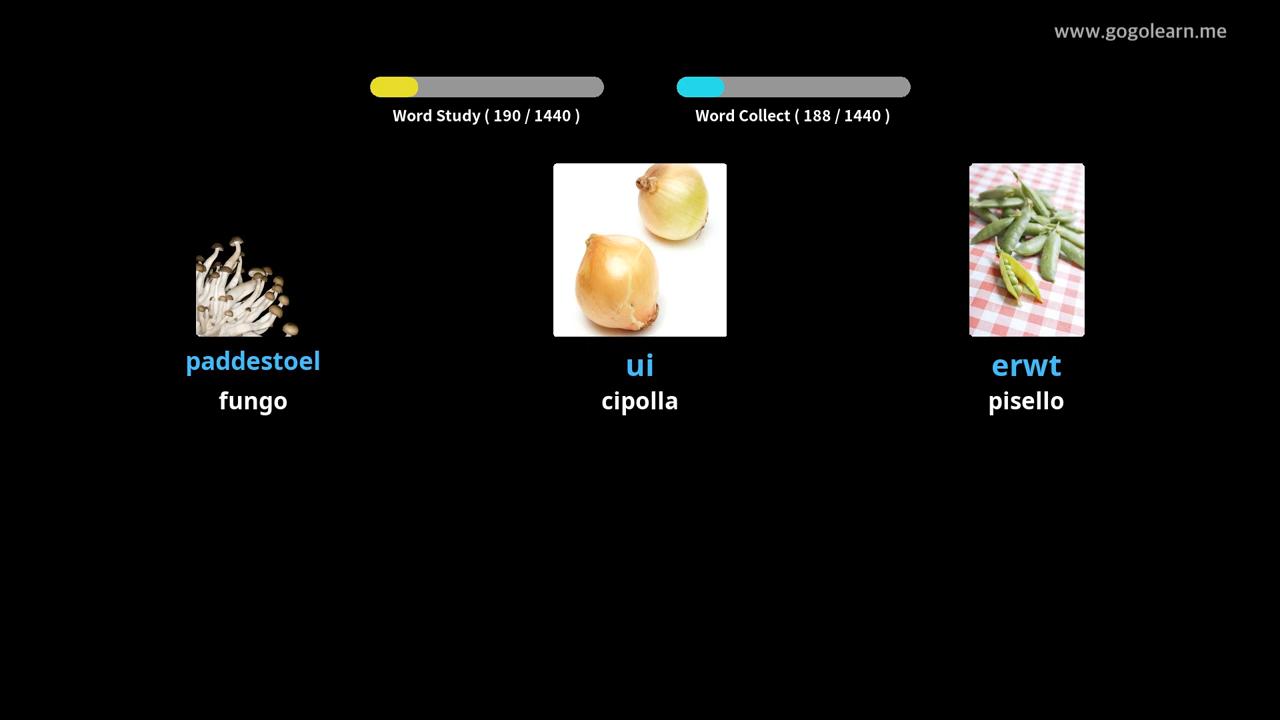 www.gogolearn.me
Word Study ( 190 / 1440 )
Word Collect ( 188 / 1440 )
paddestoel
fungo
ui
cipolla
erwt
pisello